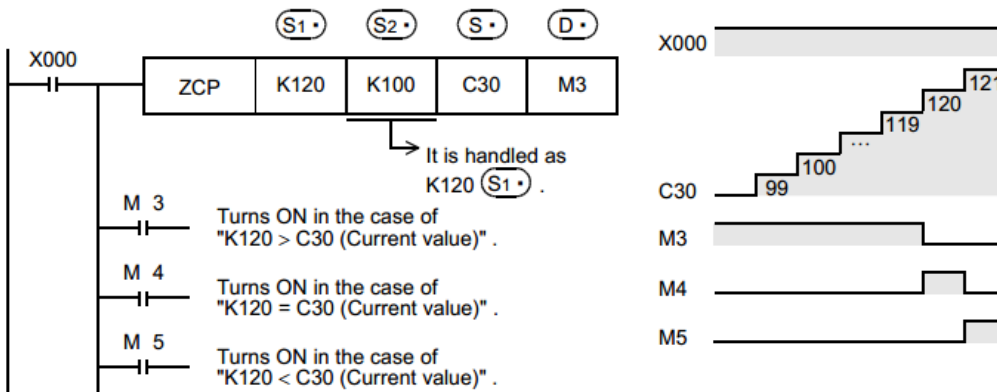 S1• S2• S• D•
X000
ZCP K120 K100 C30 M3
It is handled as
K120 S1• .
M 3
Turns ON in the case of
"K120 > C30 (Current value)" .
M 4
Turns ON in the case of
"K120 = C30 (Current value)" .
M 5
Turns ON in the case of
"K120 < C30 (Current value)" .
X000
121
120
119
...
100
99
C30
M3
M4
M5